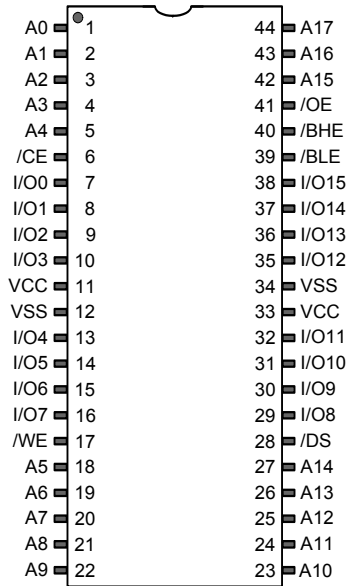 A0 1 44 A17
A1 2 43 A16
A2 3 42 A15
A3 4 41 /OE
A4 5 40 /BHE
/CE 6 39 /BLE
I/O0 7 38 I/O15
I/O1 8 37 I/O14
I/O2 9 36 I/O13
I/O3 10 35 I/O12
VCC 11 34 VSS
VSS 12 33 VCC
I/O4 13 32 I/O11
I/O5 14 31 I/O10
I/O6 15 30 I/O9
I/O7 16 29 I/O8
/WE 17 28 /DS
A5 18 27 A14
A6 19 26 A13
A7 20 25 A12
A8 21 24 A11
A9 22 23 A10